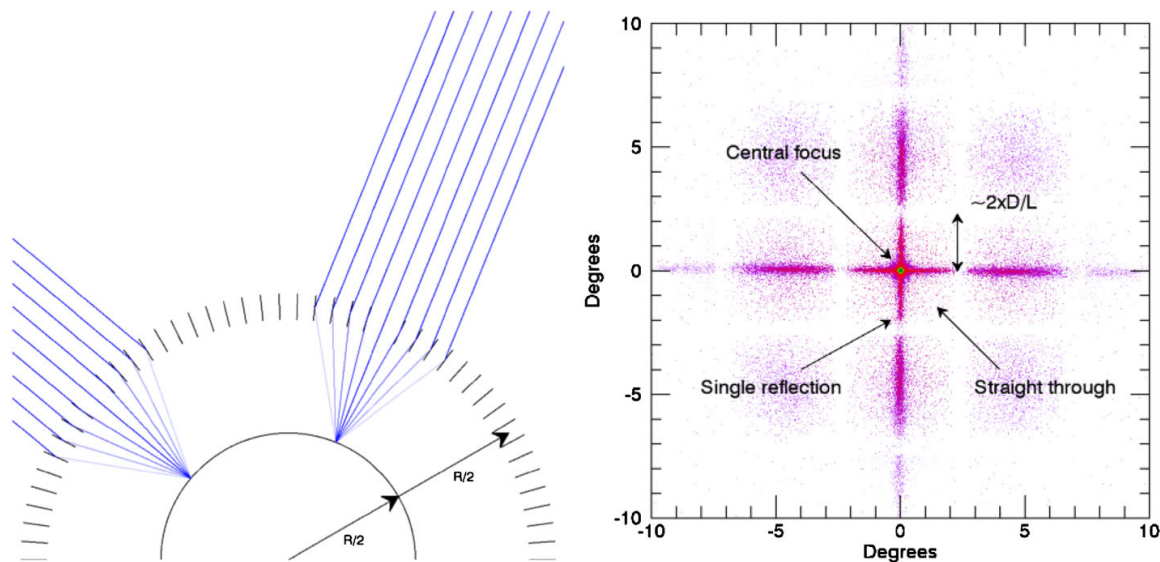 R/2
R/2
10
5
0
-5
-10
Degrees
Central focus
~2xD/L
Single reflection
Straight through
-10
-5
0
5
10
Degrees